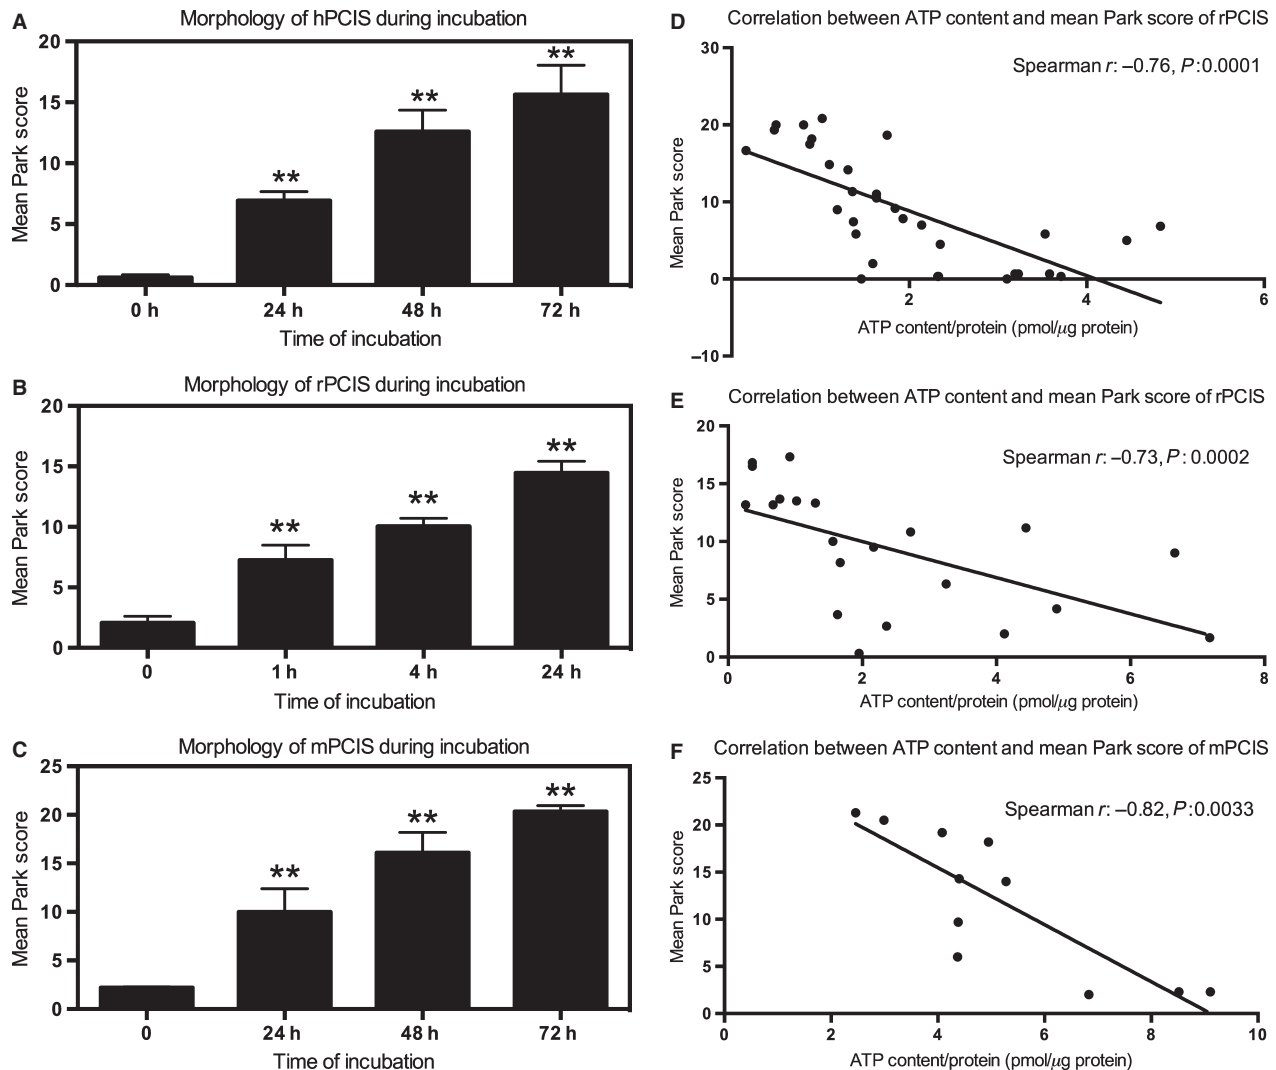 A
Morphology of hPCIS during incubation
20
15
10
5
0
Mean Park score
**
**
**
0 h
24 h
48 h
72 h
Time of incubation
B
Morphology of rPCIS during incubation
20
15
10
5
0
Mean Park score
**
**
**
0
1 h
4 h
24 h
Time of incubation
C
Morphology of mPCIS during incubation
25
20
15
10
5
0
Mean Park score
**
**
**
0
24 h
48 h
72 h
Time of incubation
D
Correlation between ATP content and mean Park score of rPCIS
Spearman r: –0.76, P:0.0001
30
20
10
0
–10
Mean Park score
2
4
6
ATP content/protein (pmol/µg protein)
E
Correlation between ATP content and mean Park score of rPCIS
Spearman r: –0.73, P: 0.0002
20
15
10
5
0
Mean Park score
0
2
4
6
8
ATP content/protein (pmol/µg protein)
F
Correlation between ATP content and mean Park score of mPCIS
Spearman r: –0.82, P:0.0033
25
20
15
10
5
0
Mean Park score
0
2
4
6
8
10
ATP content/protein (pmol/µg protein)